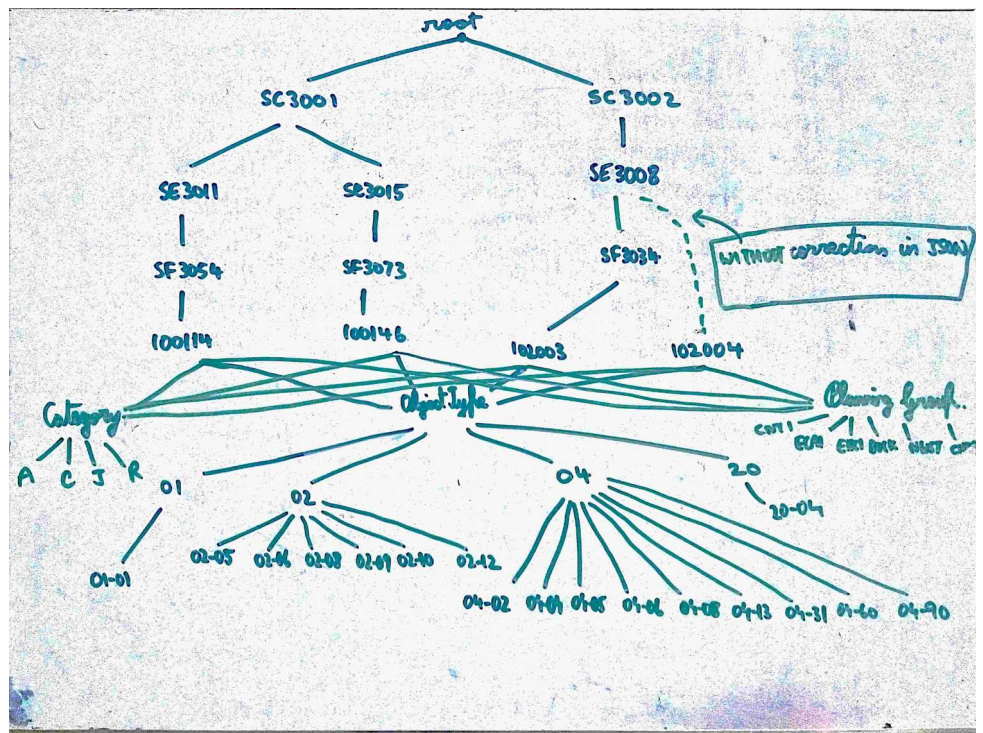 root
SC3001 SC3002
SE3011 SE3015 SE3008
SF3054 SF3073 SF3034 WITHOUT corrections in JSON
100114 100146 102003 102004
Category Object Type Planning Group.
CNT1
A C J R
01 02 04 20
20-04
01-01 02-05 02-06 02-08 02-09 02-10 02-12
04-02 04-04 04-05 04-06 04-08 04-13 04-31 04-60 04-90